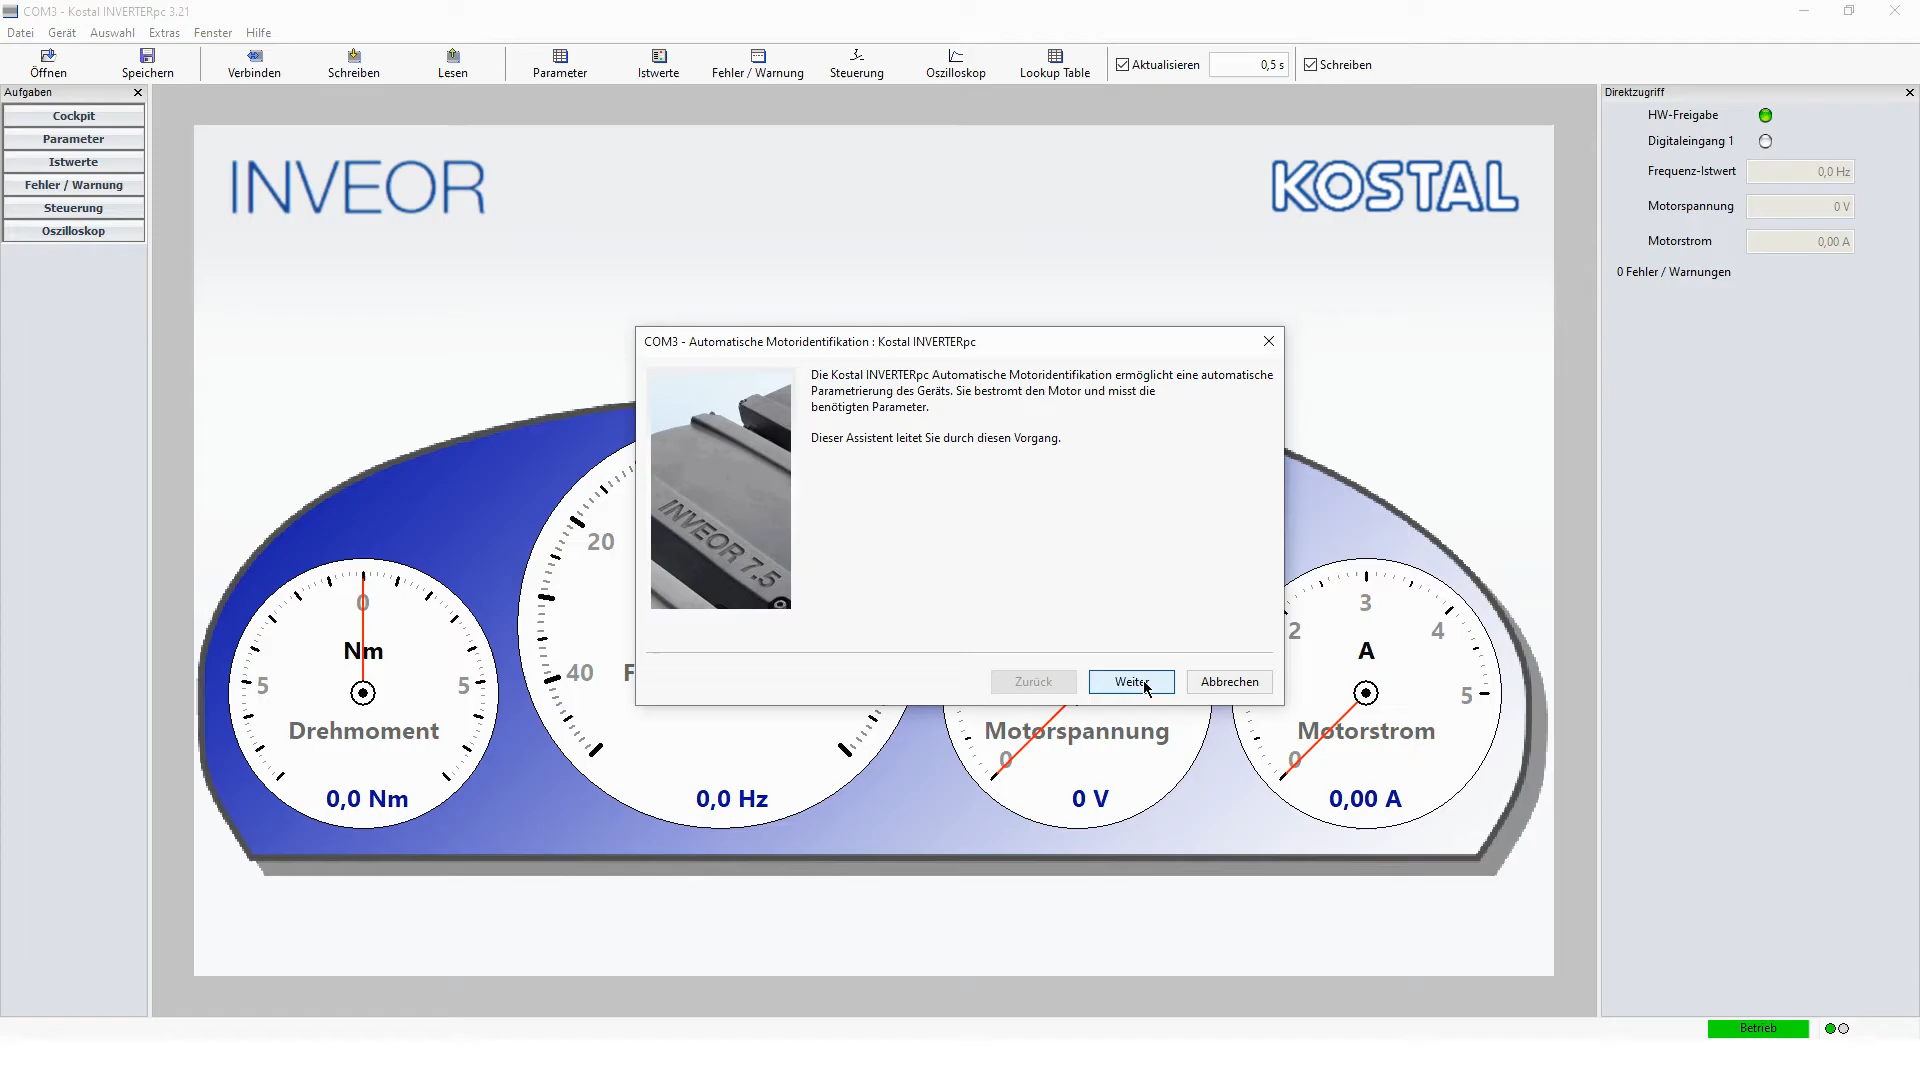 COM3 - Kostal INVERTERpc 3.21
Datei Gerät Auswahl Extras Fenster Hilfe
Öffnen Speichern Verbinden Schreiben Lesen Parameter Istwerte Fehler / Warnung Steuerung Oszilloskop Lookup Table Aktualisieren 0,5 s Schreiben
Aufgaben
Cockpit
Parameter
Istwerte
Fehler / Warnung
Steuerung
Oszilloskop
INVEOR
KOSTAL
COM3 - Automatische Motoridentifikation : Kostal INVERTERpc
Die Kostal INVERTERpc Automatische Motoridentifikation ermöglicht eine automatische
Parametrierung des Geräts. Sie bestromt den Motor und misst die
benötigten Parameter.
Dieser Assistent leitet Sie durch diesen Vorgang.
INVEOR 7.5
Zurück Weiter Abbrechen
0
Nm
5 5
Drehmoment
0,0 Nm
20
40 F
0,0 Hz
Motorspannung
0
0 V
3
2 4
A
5
Motorstrom
0
0,00 A
Direktzugriff
HW-Freigabe
Digitaleingang 1
Frequenz-Istwert 0,0 Hz
Motorspannung 0 V
Motorstrom 0,00 A
0 Fehler / Warnungen
Betrieb